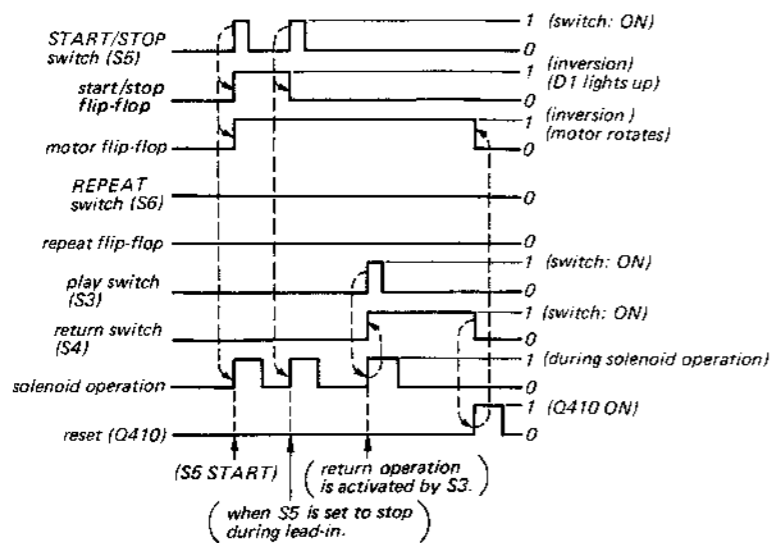 START/STOP switch (S5)
1 (switch: ON)
0
start/stop flip-flop
1 (inversion) (D1 lights up)
0
motor flip-flop
1 (inversion) (motor rotates)
0
REPEAT switch (S6)
0
repeat flip-flop
0
play switch (S3)
1 (switch: ON)
0
return switch (S4)
1 (switch: ON)
0
solenoid operation
1 (during solenoid operation)
0
reset (Q410)
1 (Q410 ON)
0
(S5 START)
(return operation
is activated by S3.)
(when S5 is set to stop
during lead-in.)